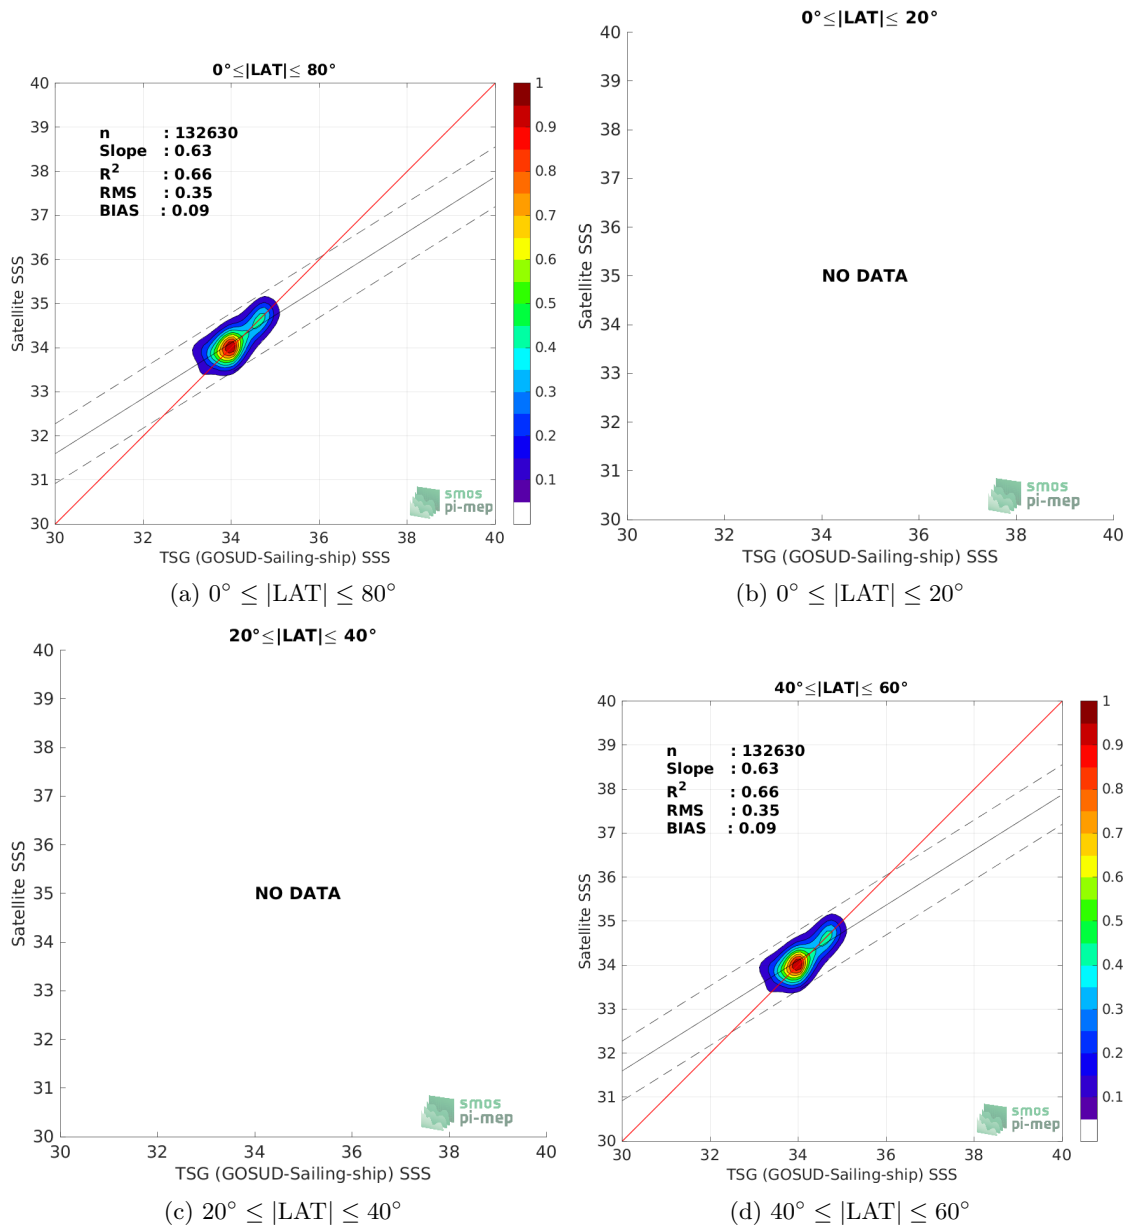 0°≤|LAT|≤ 80°
40
39
38
37
36
35
34
33
32
31
30
Satellite SSS
n : 132630
Slope : 0.63
R² : 0.66
RMS : 0.35
BIAS : 0.09
smos
pi-mep
30 32 34 36 38 40
TSG (GOSUD-Sailing-ship) SSS
1
0.9
0.8
0.7
0.6
0.5
0.4
0.3
0.2
0.1
(a) 0° ≤ |LAT| ≤ 80°
0°≤|LAT|≤ 20°
40
39
38
37
36
35
34
33
32
31
30
Satellite SSS
NO DATA
smos
pi-mep
30 32 34 36 38 40
TSG (GOSUD-Sailing-ship) SSS
(b) 0° ≤ |LAT| ≤ 20°
20°≤|LAT|≤ 40°
40
39
38
37
36
35
34
33
32
31
30
Satellite SSS
NO DATA
smos
pi-mep
30 32 34 36 38 40
TSG (GOSUD-Sailing-ship) SSS
(c) 20° ≤ |LAT| ≤ 40°
40°≤|LAT|≤ 60°
40
39
38
37
36
35
34
33
32
31
30
Satellite SSS
n : 132630
Slope : 0.63
R² : 0.66
RMS : 0.35
BIAS : 0.09
smos
pi-mep
30 32 34 36 38 40
TSG (GOSUD-Sailing-ship) SSS
1
0.9
0.8
0.7
0.6
0.5
0.4
0.3
0.2
0.1
(d) 40° ≤ |LAT| ≤ 60°